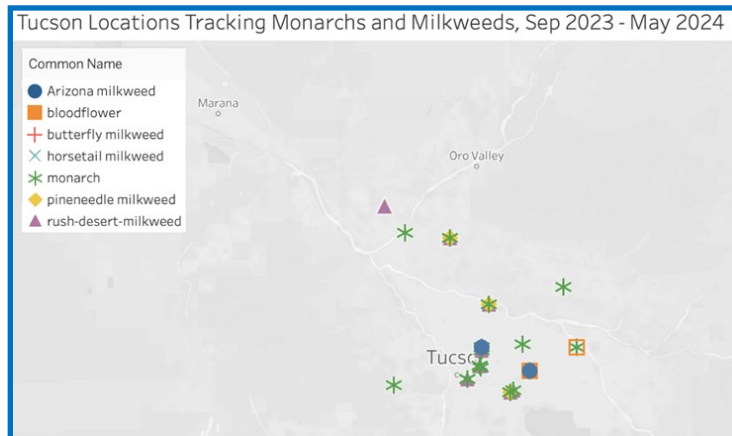 Tucson Locations Tracking Monarchs and Milkweeds, Sep 2023 - May 2024
Common Name
Arizona milkweed
bloodflower
butterfly milkweed
horsetail milkweed
monarch
pineneedle milkweed
rush-desert-milkweed
Marana
Oro Valley
Tucson